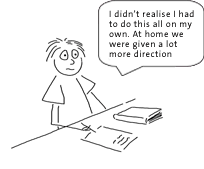 I didn't realise I had
to do this all on my
own. At home we
were given a lot
more direction